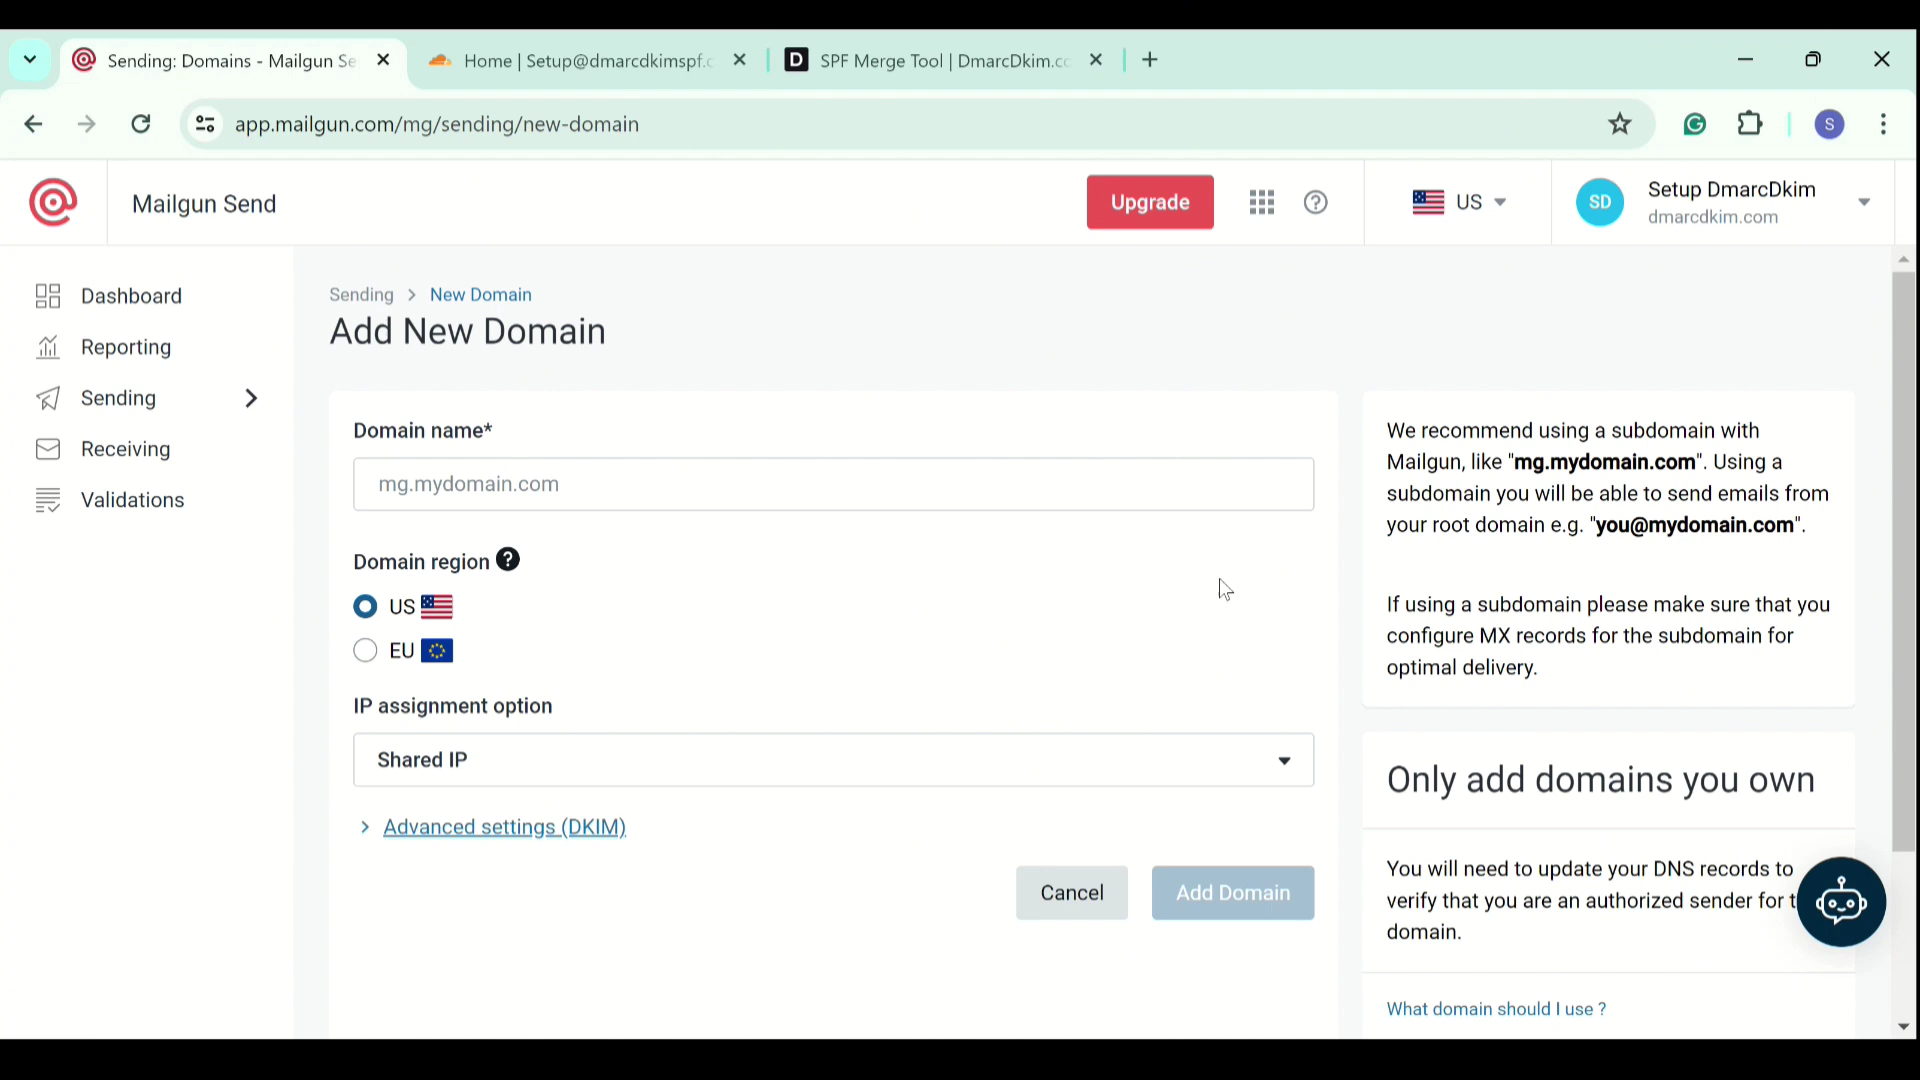 Sending: Domains - Mailgun Se
Home | Setup@dmarcdkimspf.c
D SPF Merge Tool | DmarcDkim.cc
app.mailgun.com/mg/sending/new-domain
S
Mailgun Send
Upgrade
US
SD
Setup DmarcDkim
dmarcdkim.com
Dashboard
Reporting
Sending
Receiving
Validations
Sending > New Domain
Add New Domain
Domain name*
mg.mydomain.com
Domain region ?
US
EU
IP assignment option
Shared IP
Advanced settings (DKIM)
Cancel
Add Domain
We recommend using a subdomain with
Mailgun, like "mg.mydomain.com". Using a
subdomain you will be able to send emails from
your root domain e.g. "you@mydomain.com".
If using a subdomain please make sure that you
configure MX records for the subdomain for
optimal delivery.
Only add domains you own
You will need to update your DNS records to
verify that you are an authorized sender for t
domain.
What domain should I use ?